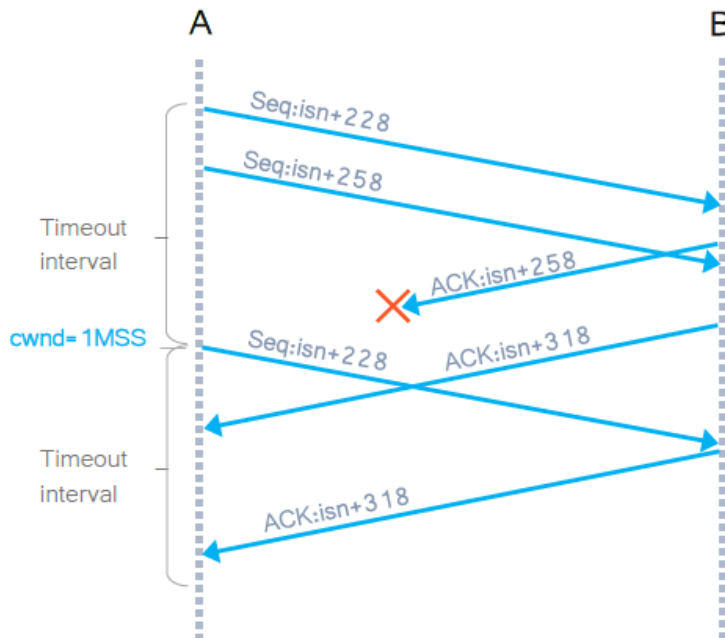 A
B
Seq:isn+228
Seq:isn+258
Timeout
interval
ACK:isn+258
cwnd=1MSS
Seq:isn+228
ACK:isn+318
Timeout
interval
ACK:isn+318